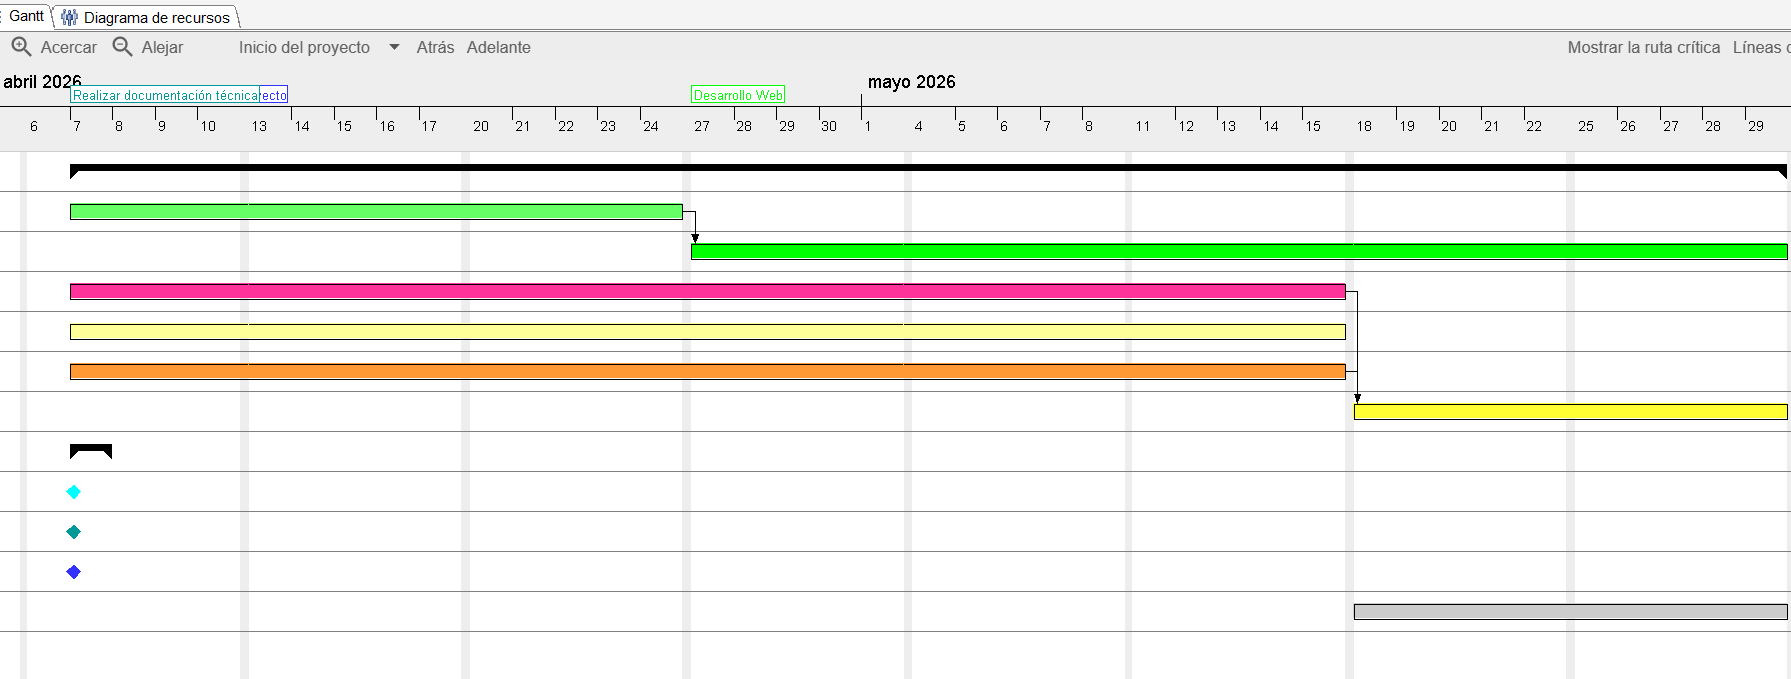 Gantt Diagrama de recursos
Acercar Alejar Inicio del proyecto Atrás Adelante Mostrar la ruta crítica Líneas
abril 2026 mayo 2026
Realizar documentación técnica recto Desarrollo Web
6 7 8 9 10 13 14 15 16 17 20 21 22 23 24 27 28 29 30 1 4 5 6 7 8 11 12 13 14 15 18 19 20 21 22 25 26 27 28 29